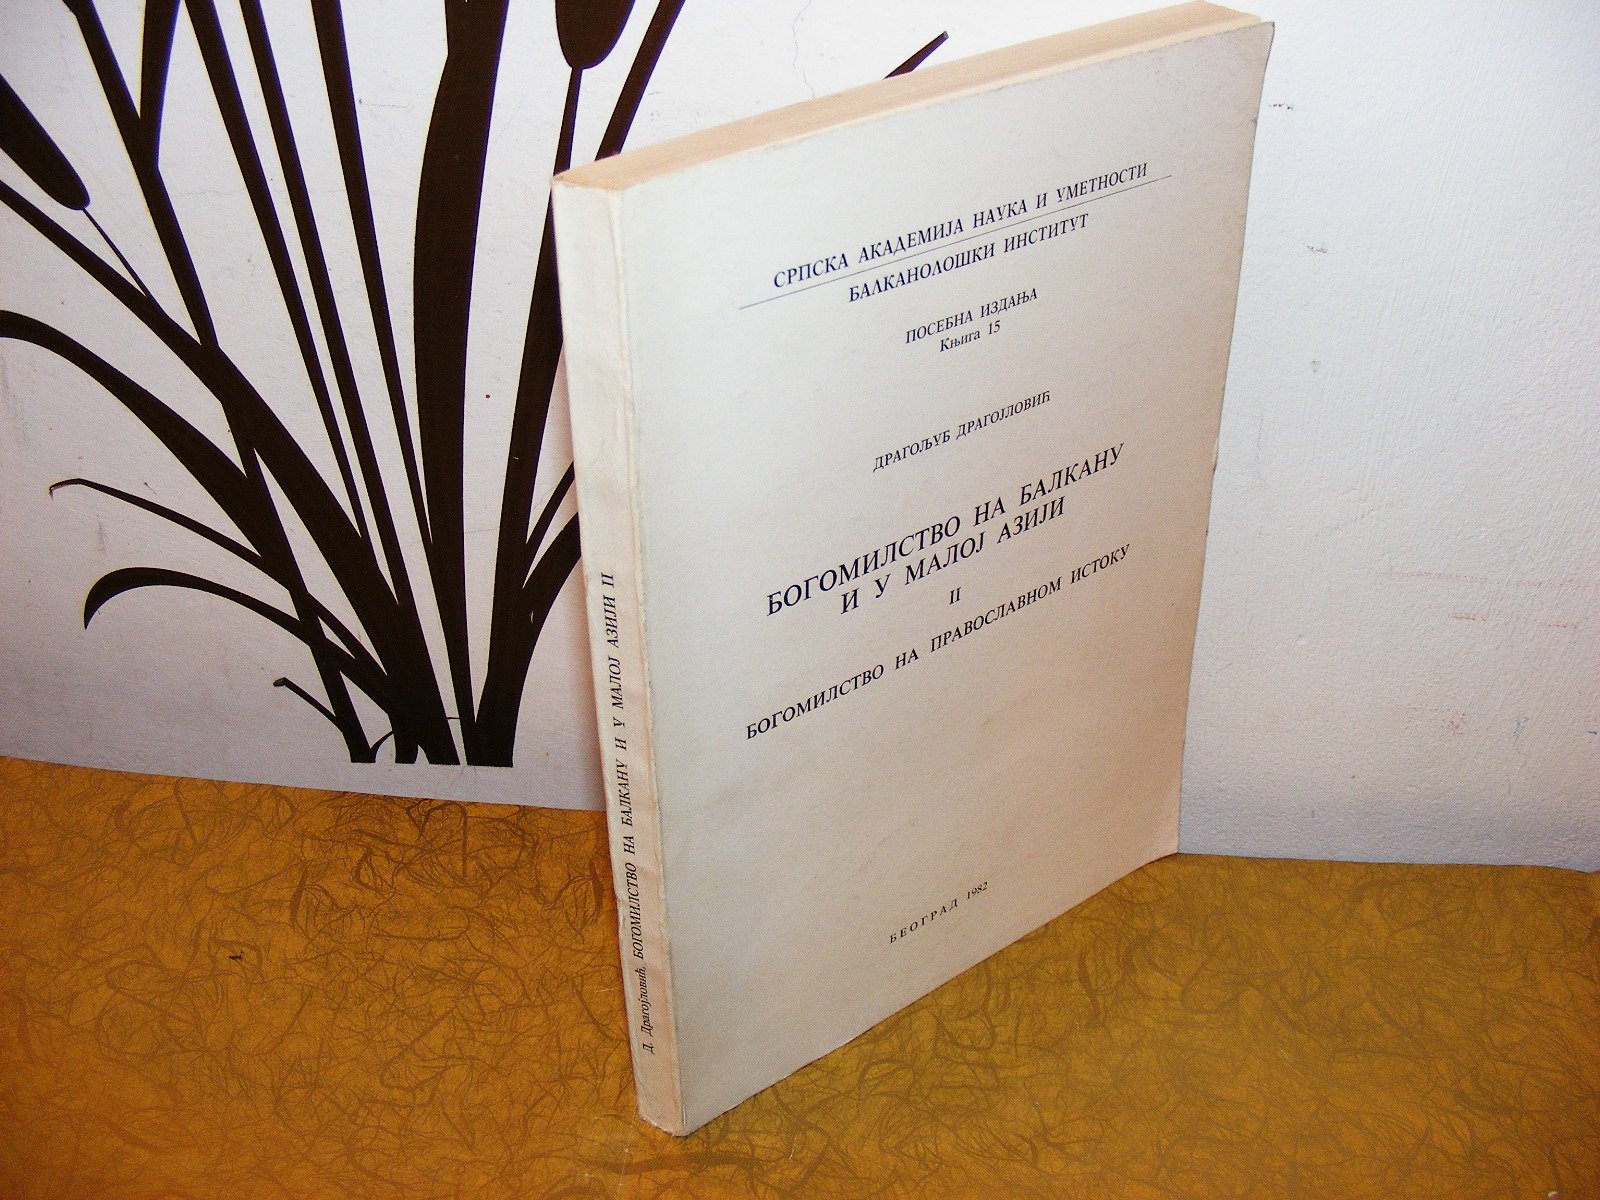 СРПСКА АКАДЕМИЈА НАУКА И УМЕТНОСТИ
БАЛКАНОЛОШКИ ИНСТИТУТ
ПОСЕБНА ИЗДАЊА
Књига 15
ДРАГОЉУБ ДРАГОЈЛОВИЋ
БОГОМИЛСТВО НА БАЛКАНУ
И У МАЛОЈ АЗИЈИ
II
БОГОМИЛСТВО НА ПРАВОСЛАВНОМ ИСТОКУ
БЕОГРАД 1982
Д. Драгојловић, БОГОМИЛСТВО НА БАЛКАНУ И У МАЛОЈ АЗИЈИ II